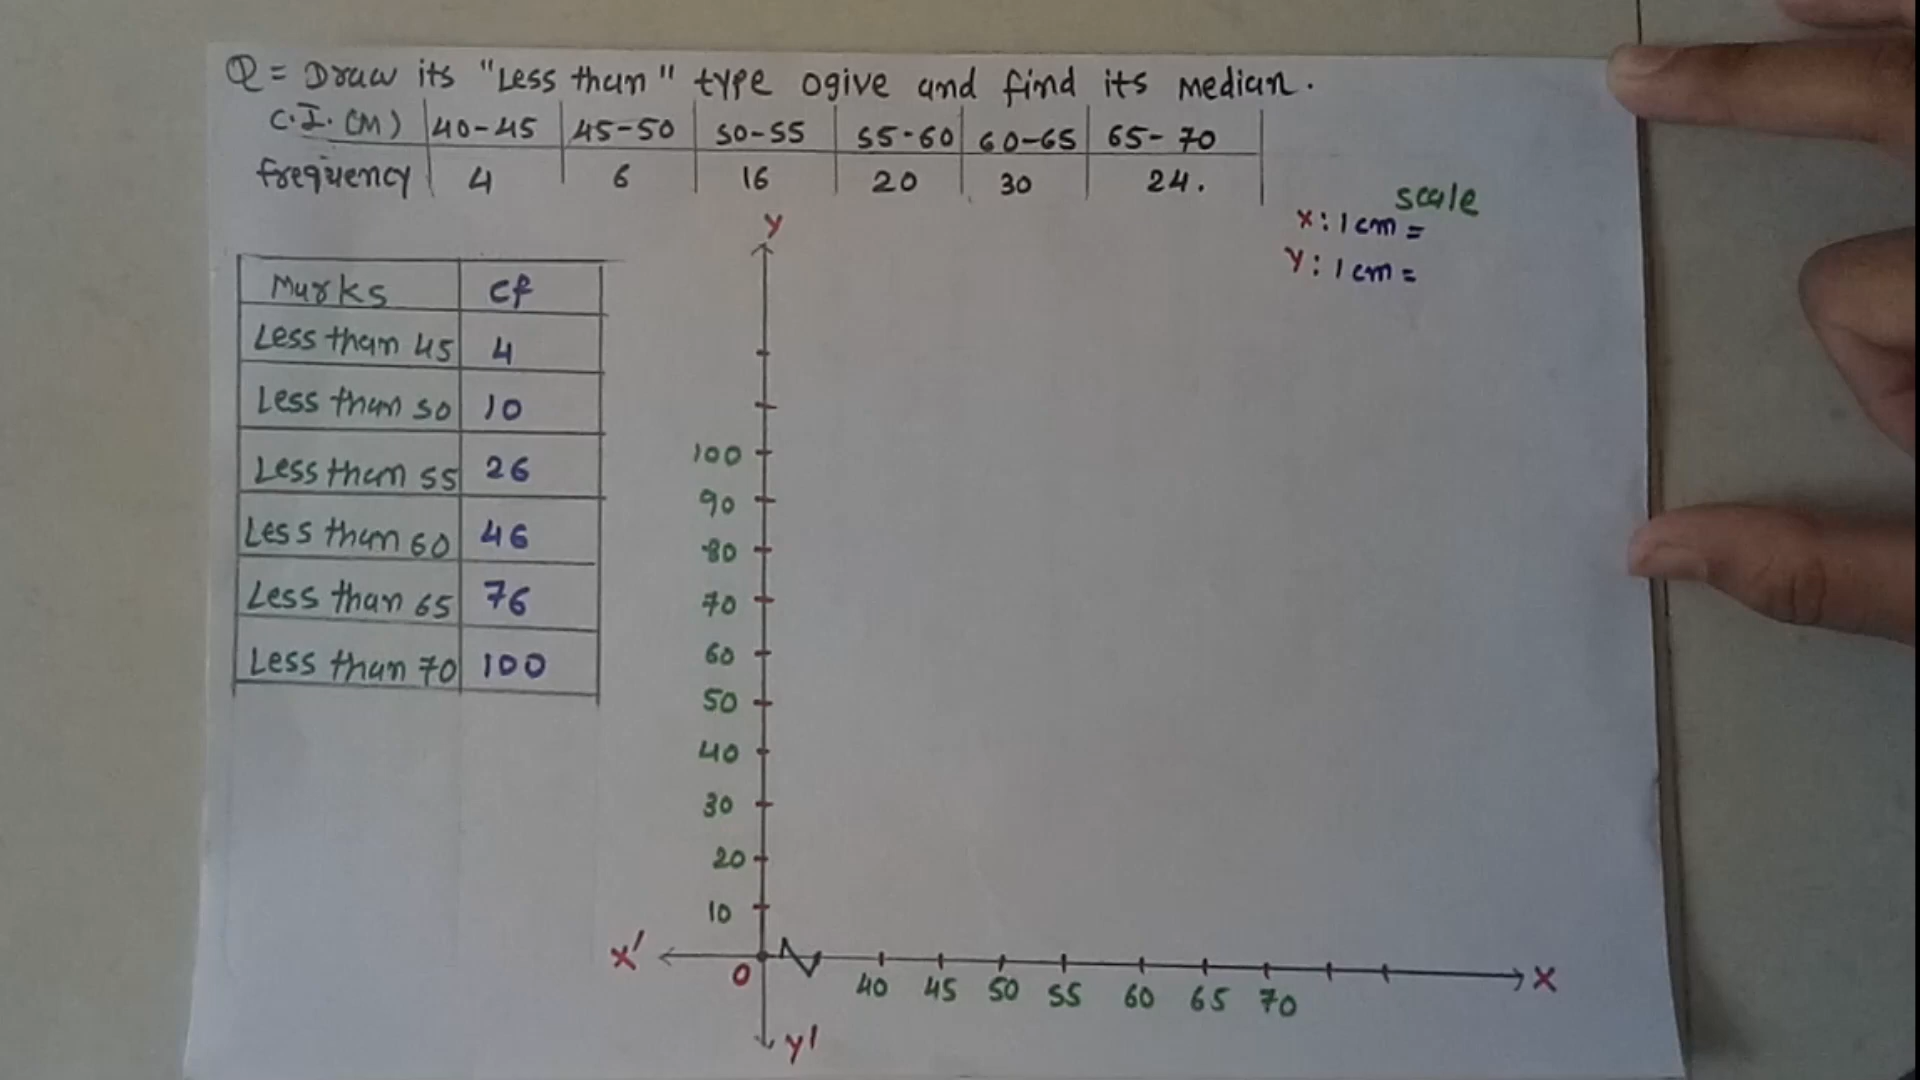 Q = Draw its "Less than" type ogive and find its median.
C.I. (M) 40-45 45-50 50-55 55-60 60-65 65-70
frequency 4 6 16 20 30 24.
scale
X : 1 cm =
Y : 1 cm =
Marks cf
Less than 45 4
Less than 50 10
Less than 55 26
Less than 60 46
Less than 65 76
Less than 70 100
Y
100
90
80
70
60
50
40
30
20
10
X' O 40 45 50 55 60 65 70 X
Y'